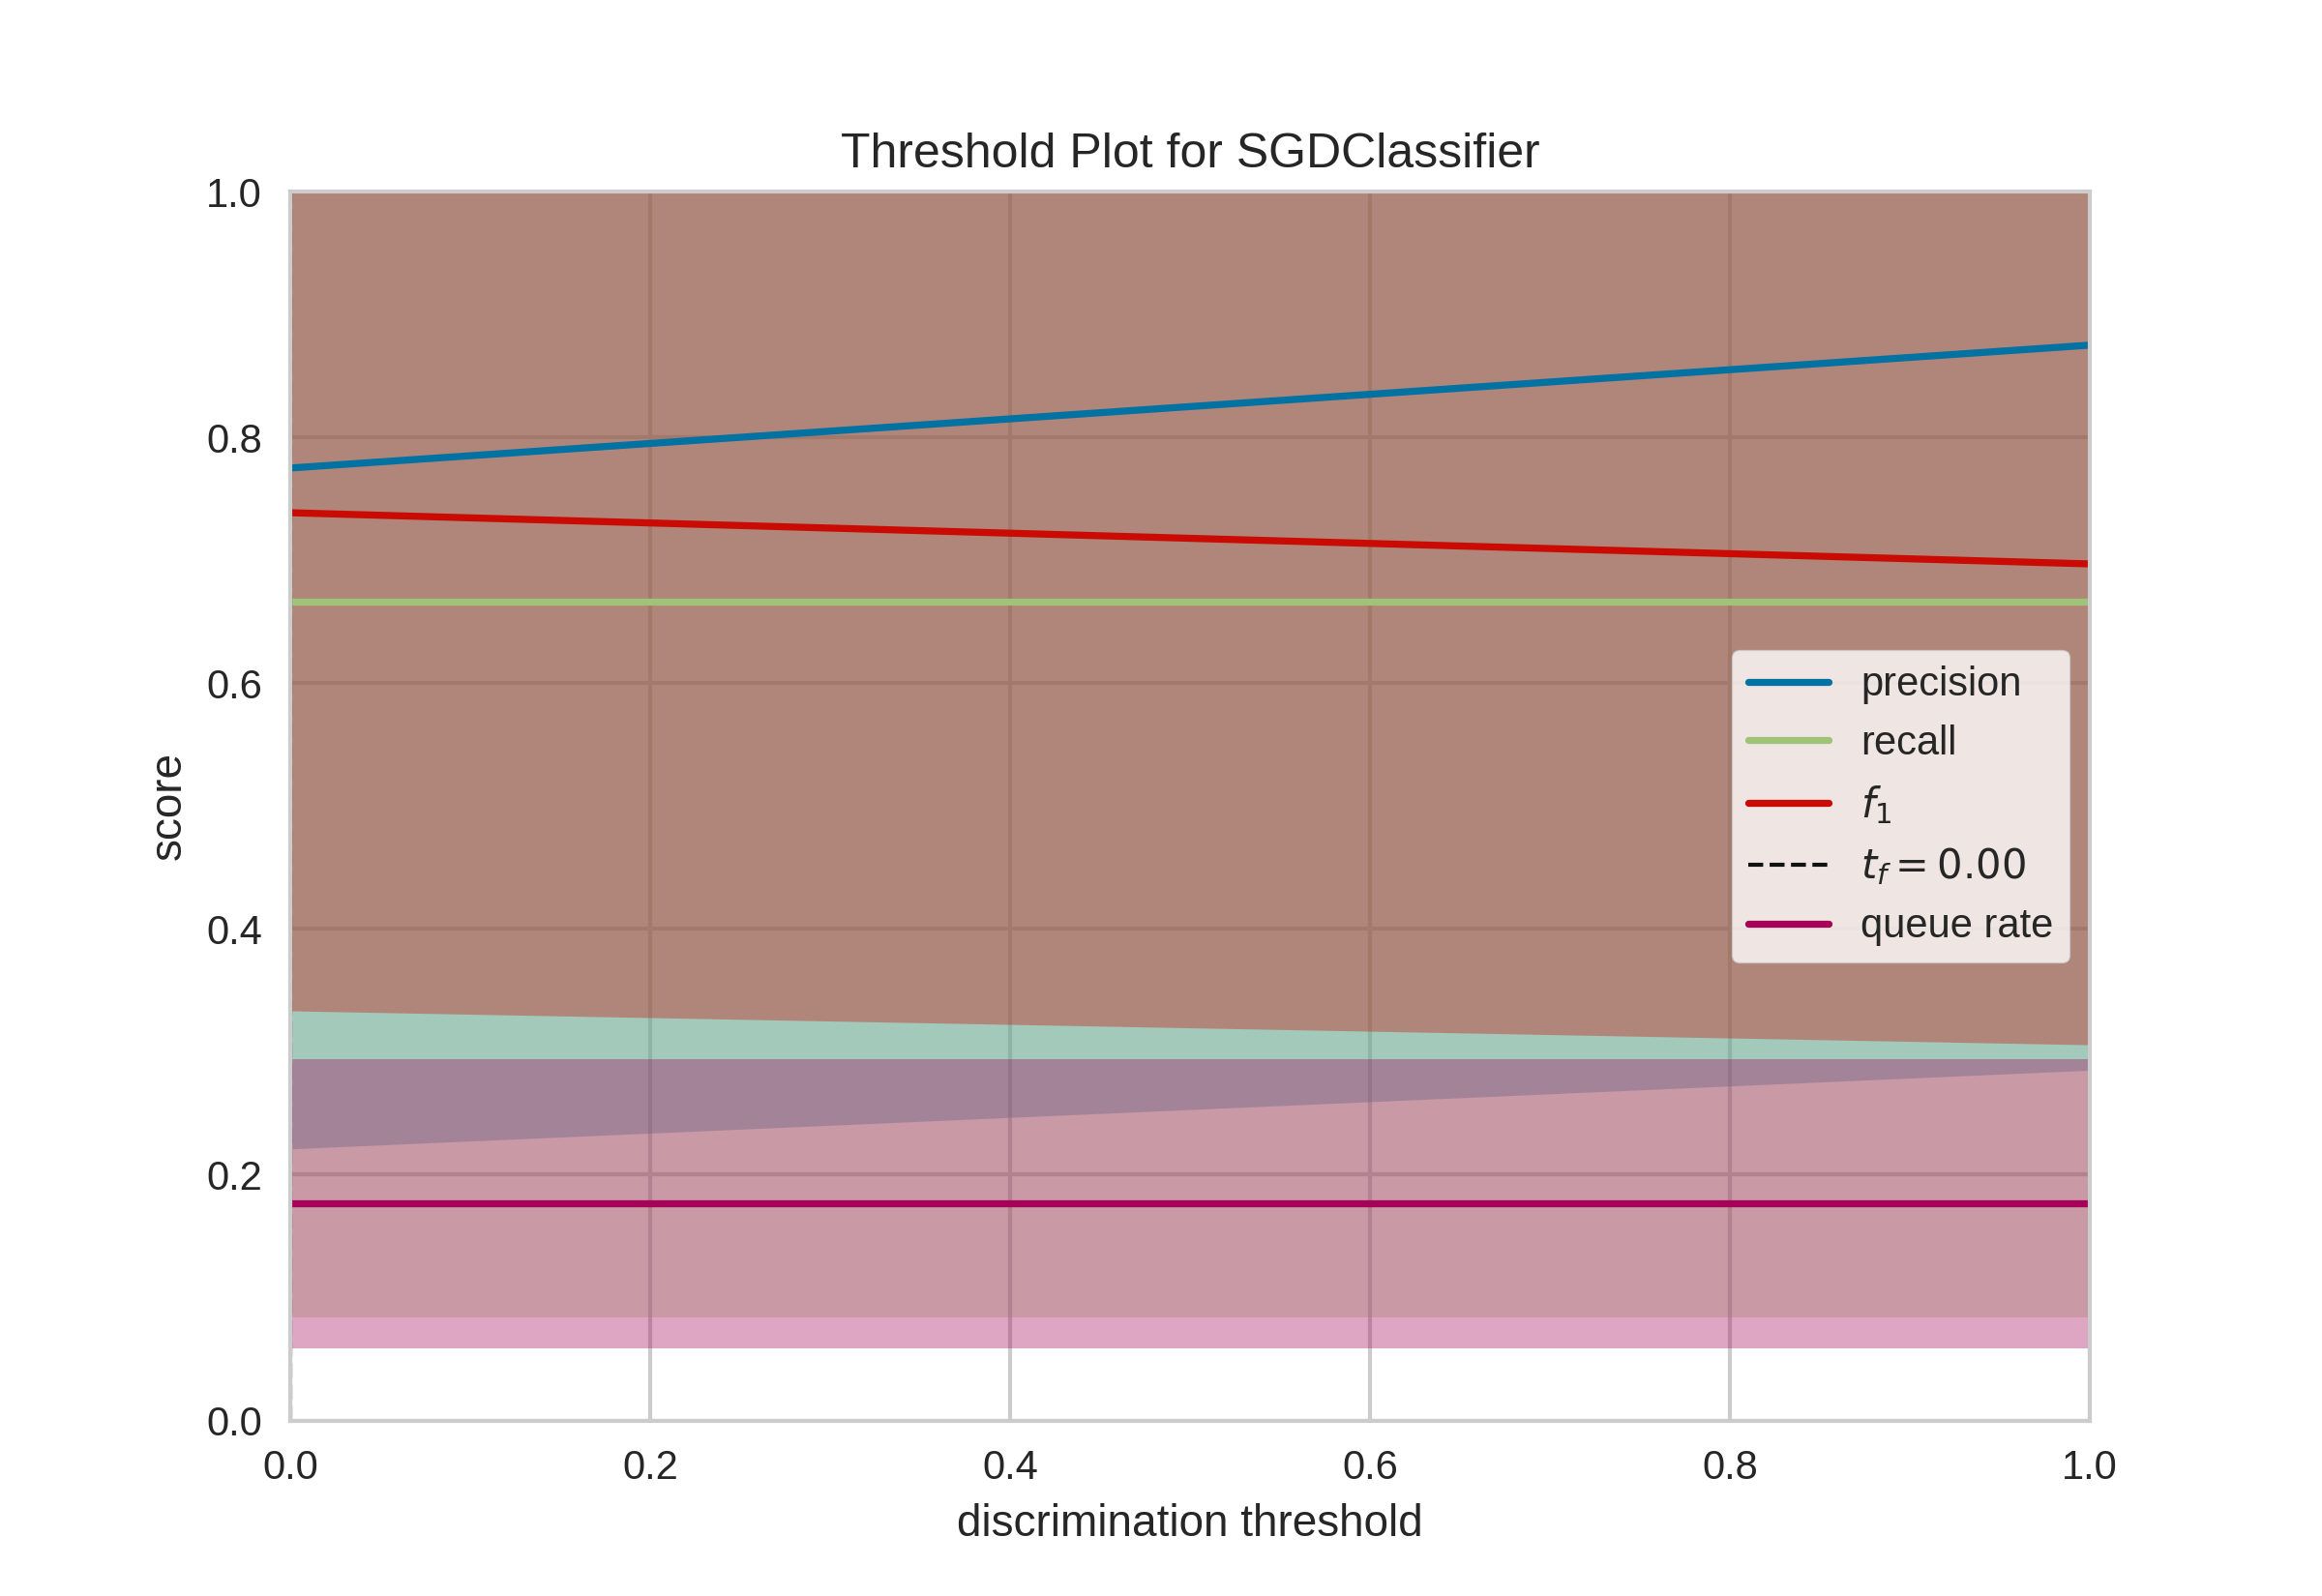 Threshold Plot for SGDClassifier
1.0
0.8
0.6
0.4
0.2
0.0
score
precision
recall
f₁
t_f = 0.00
queue rate
0.0 0.2 0.4 0.6 0.8 1.0
discrimination threshold